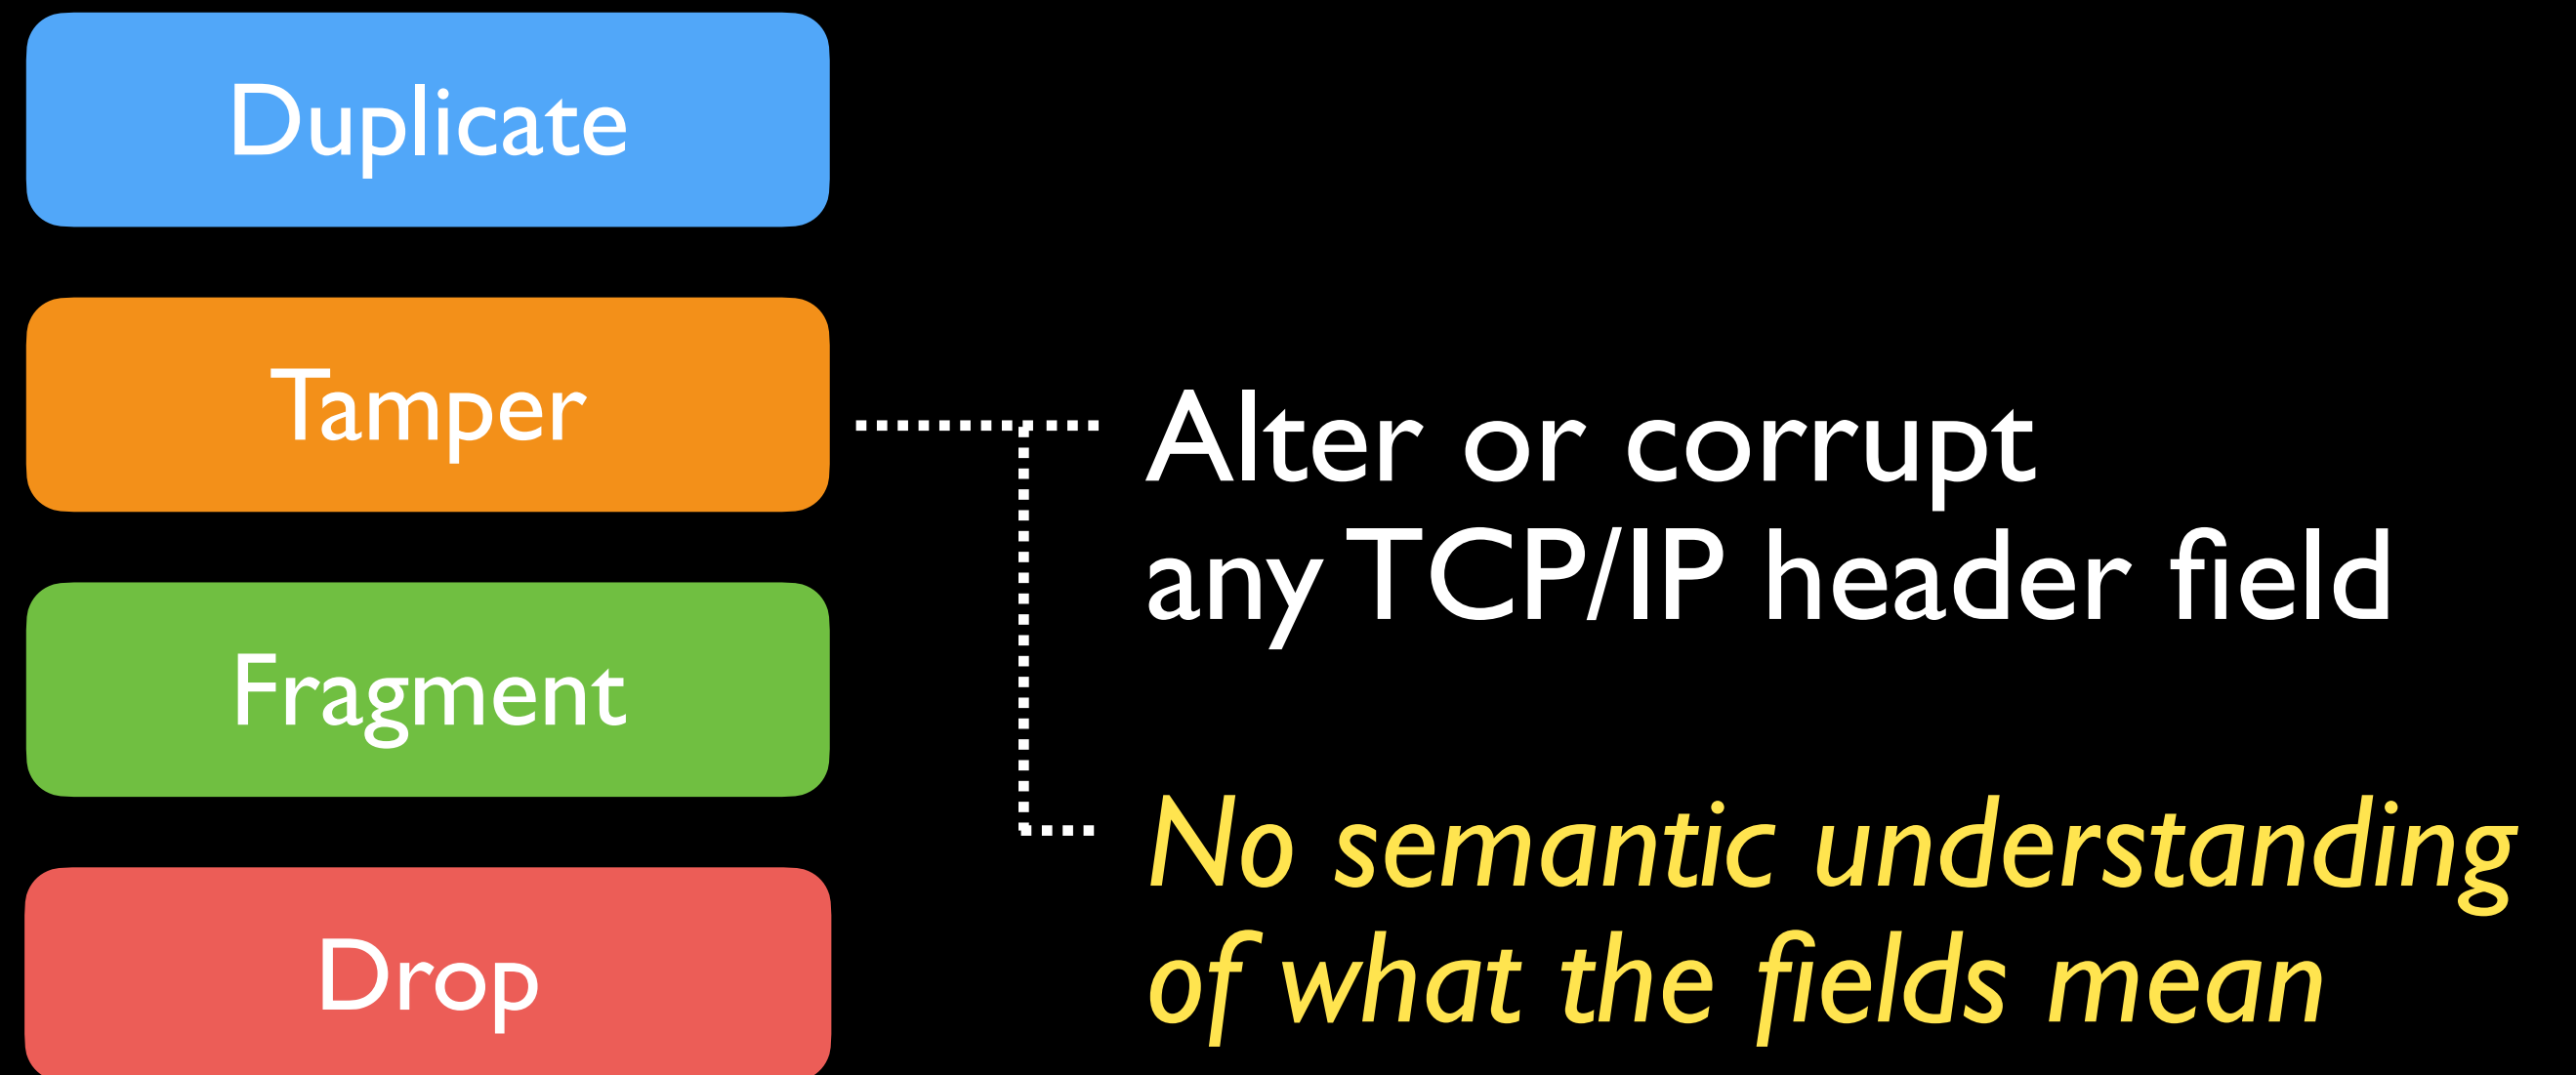 Duplicate
Tamper
Alter or corrupt
any TCP/IP header field
Fragment
No semantic understanding
of what the fields mean
Drop